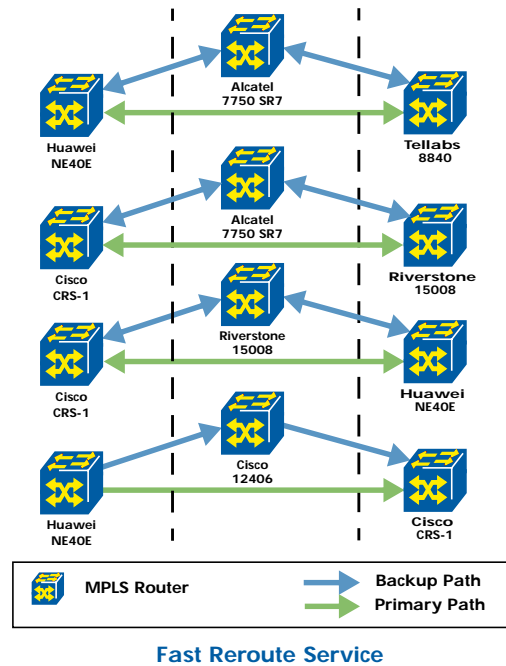 Alcatel
7750 SR7
Huawei
NE40E
Tellabs
8840
Alcatel
7750 SR7
Cisco
CRS-1
Riverstone
15008
Riverstone
15008
Cisco
CRS-1
Huawei
NE40E
Cisco
12406
Huawei
NE40E
Cisco
CRS-1
MPLS Router
Backup Path
Primary Path
Fast Reroute Service